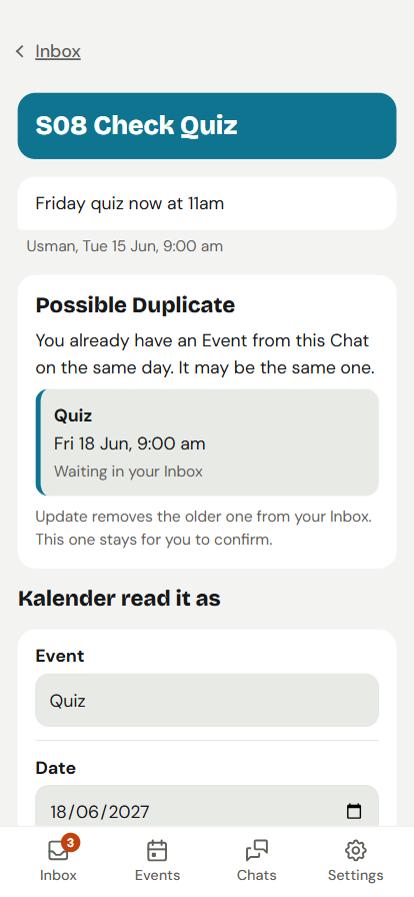 Inbox
S08 Check Quiz
Friday quiz now at 11am
Usman, Tue 15 Jun, 9:00 am
Possible Duplicate
You already have an Event from this Chat
on the same day. It may be the same one.
Quiz
Fri 18 Jun, 9:00 am
Waiting in your Inbox
Update removes the older one from your Inbox.
This one stays for you to confirm.
Kalender read it as
Event
Quiz
Date
18/06/2027
3
Inbox
Events
Chats
Settings